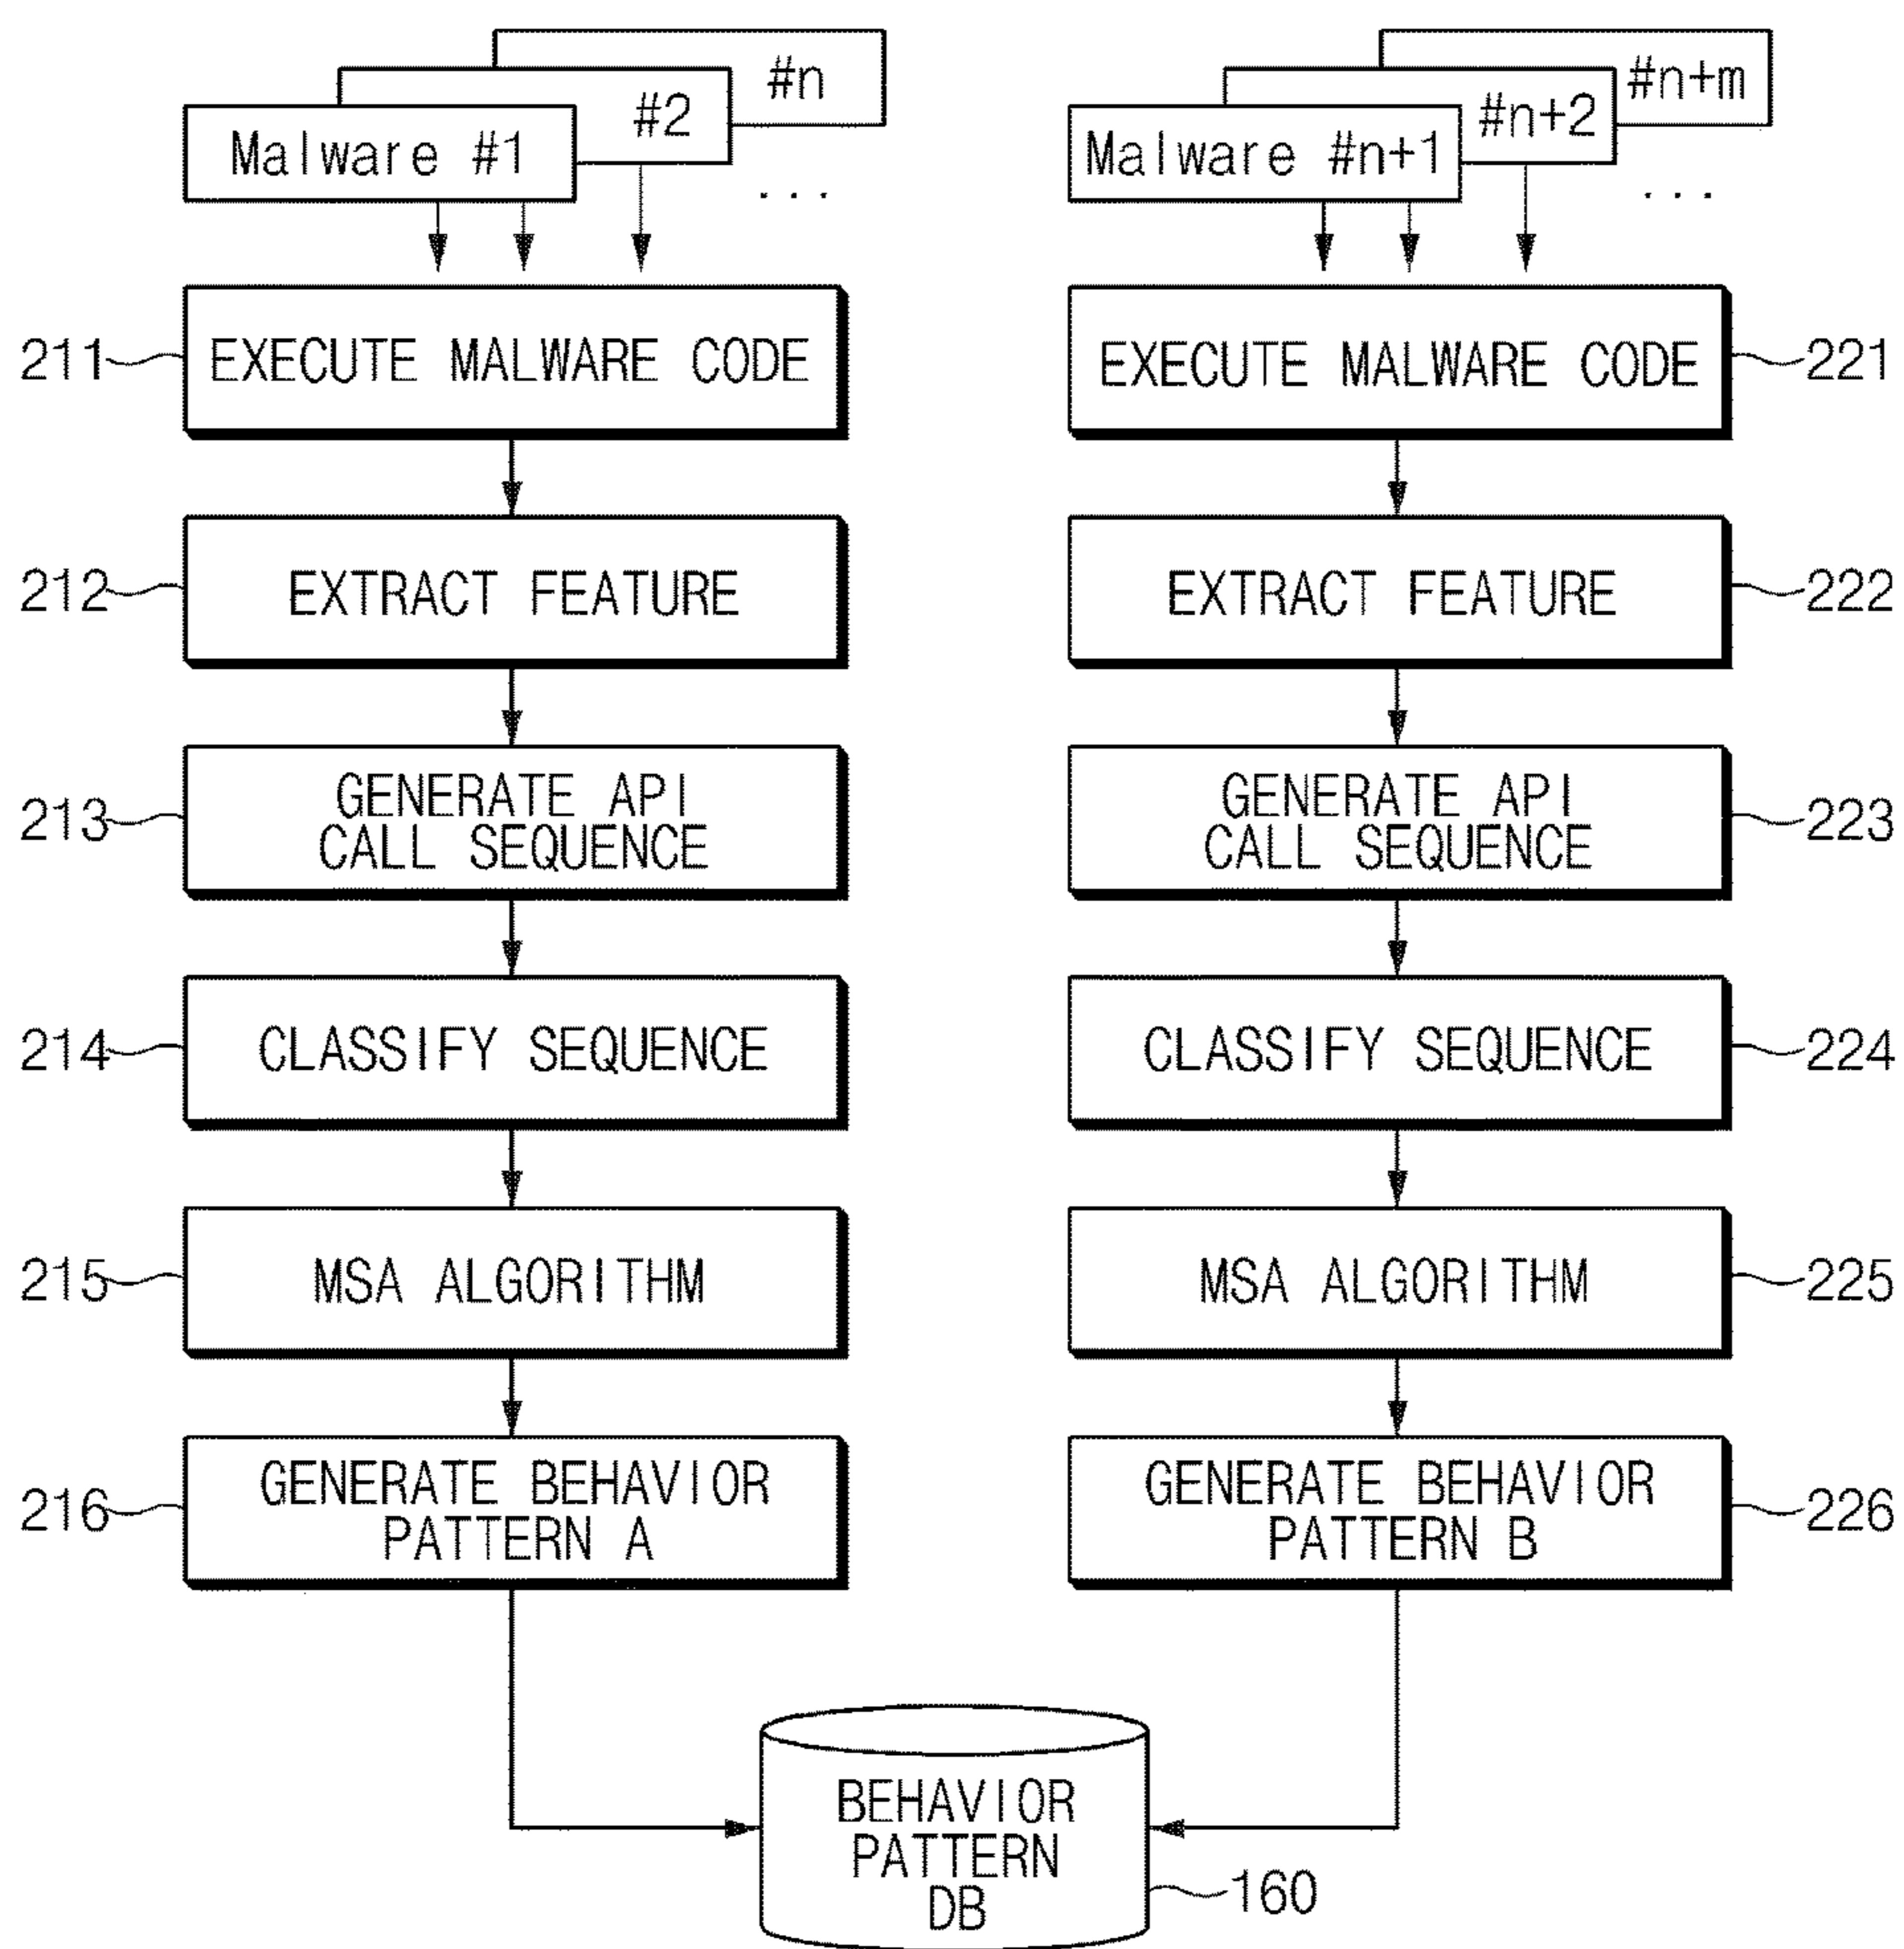 Malware #1
#2
#n
...
Malware #n+1
#n+2
#n+m
...
211
EXECUTE MALWARE CODE
212
EXTRACT FEATURE
213
GENERATE API
CALL SEQUENCE
214
CLASSIFY SEQUENCE
215
MSA ALGORITHM
216
GENERATE BEHAVIOR
PATTERN A
EXECUTE MALWARE CODE
221
EXTRACT FEATURE
222
GENERATE API
CALL SEQUENCE
223
CLASSIFY SEQUENCE
224
MSA ALGORITHM
225
GENERATE BEHAVIOR
PATTERN B
226
BEHAVIOR
PATTERN
DB
160